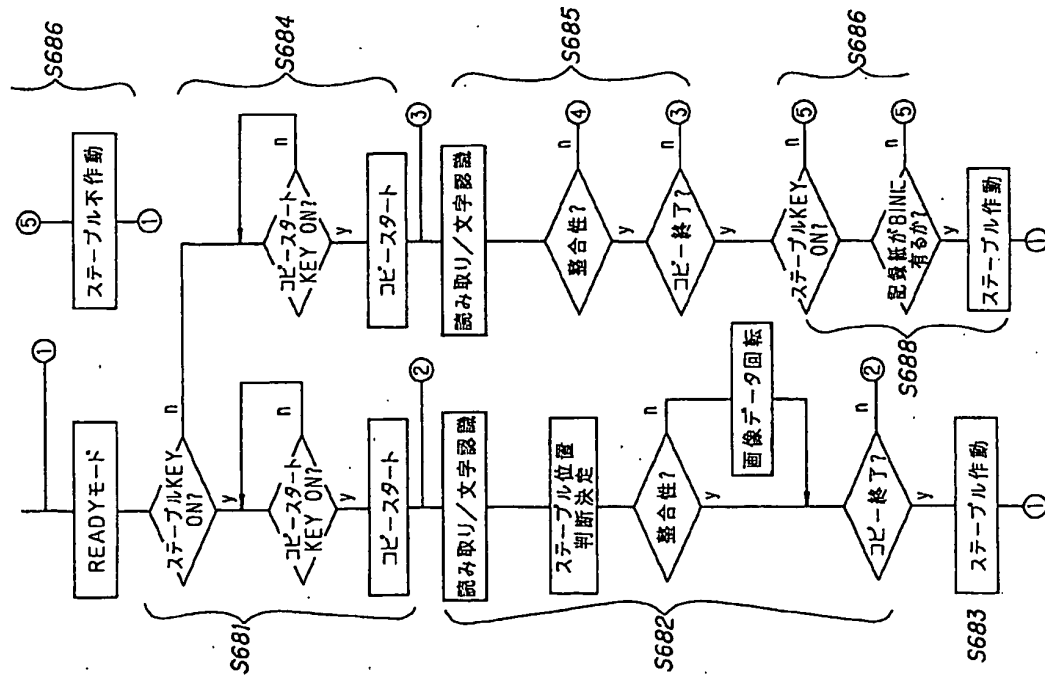 ①
READYモード
ステープルKEY
ON?
n
y
コピースタート
KEY ON?
n
y
コピースタート
②
S681
読み取り/文字認識
ステープル位置
判断決定
整合性?
n
y
画像データ回転
コピー終了?
n
②
y
S682
ステープル作動
S683
①
⑤
ステープル不作動
①
S686
コピースタート
KEY ON?
n
y
コピースタート
③
S684
読み取り/文字認識
整合性?
n
④
y
コピー終了?
n
③
y
S685
ステープルKEY
ON?
n
⑤
記録紙がBINに
有るか?
n
⑤
y
S686
ステープル作動
S688
①